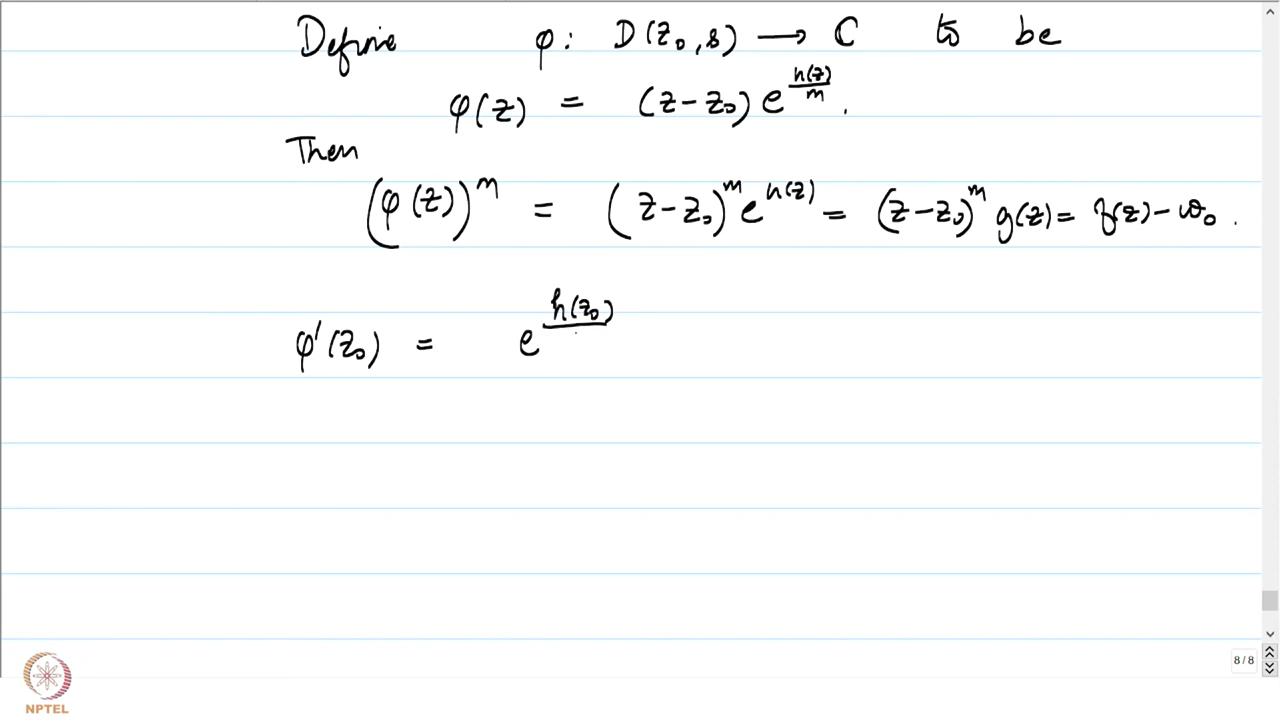 Define φ : D(z₀, s) → ℂ to be
φ(z) = (z − z₀) e^{h(z)/m} .
Then
(φ(z))^m = (z − z₀)^m e^{h(z)} = (z − z₀)^m g(z) = f(z) − w₀ .
φ′(z₀) = e^{h(z₀)/}
8 / 8
NPTEL